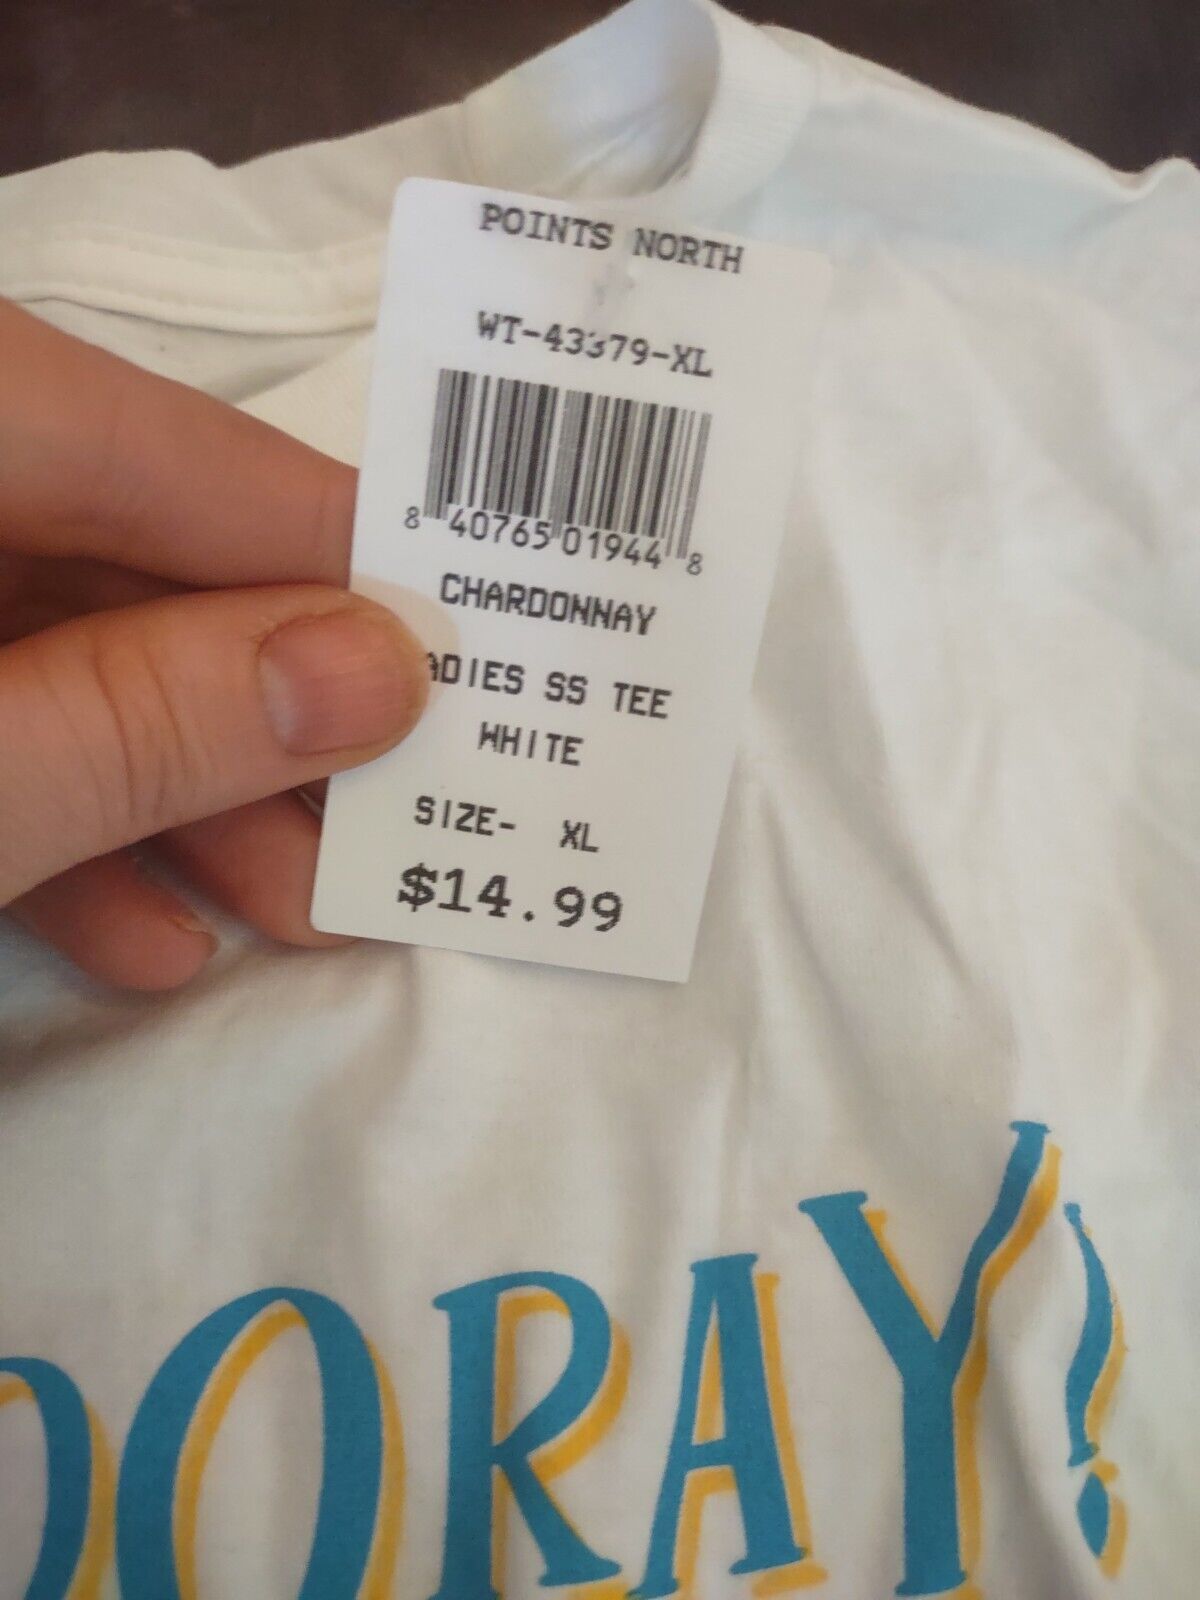 POINTS NORTH
WT-43379-XL
8 40765 01944 8
CHARDONNAY
ADIES SS TEE
WHITE
SIZE- XL
$14.99
OORAY!